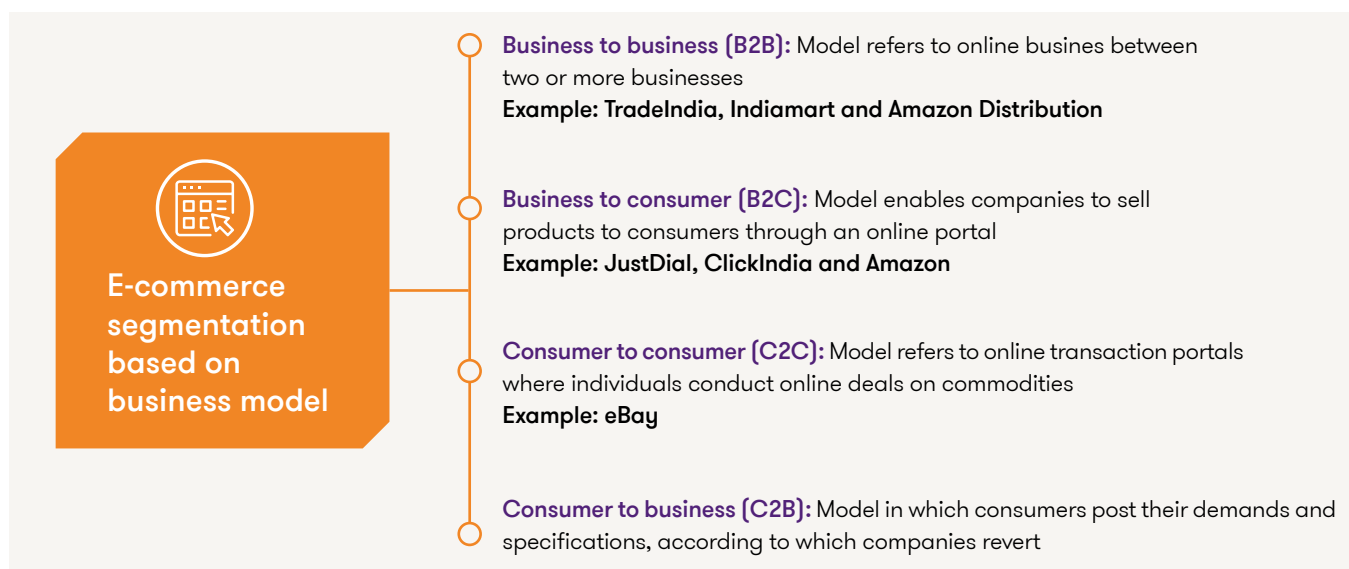 E-commerce
segmentation
based on
business model
Business to business (B2B): Model refers to online busines between
two or more businesses
Example: TradeIndia, Indiamart and Amazon Distribution
Business to consumer (B2C): Model enables companies to sell
products to consumers through an online portal
Example: JustDial, ClickIndia and Amazon
Consumer to consumer (C2C): Model refers to online transaction portals
where individuals conduct online deals on commodities
Example: eBay
Consumer to business (C2B): Model in which consumers post their demands and
specifications, according to which companies revert